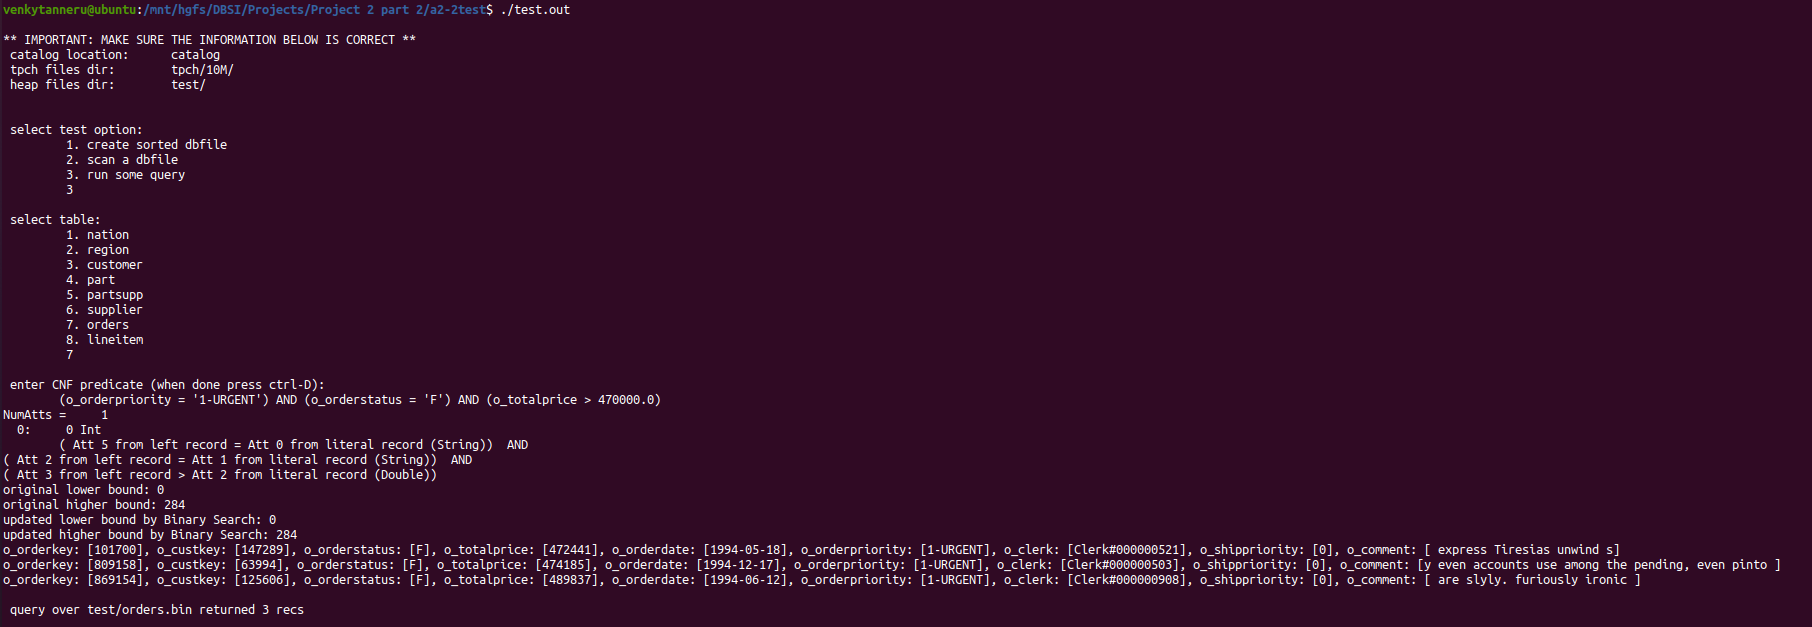 venkytanneru@ubuntu:/mnt/hgfs/DBSI/Projects/Project 2 part 2/a2-2test$ ./test.out
** IMPORTANT: MAKE SURE THE INFORMATION BELOW IS CORRECT **
catalog location: catalog
tpch files dir: tpch/10M/
heap files dir: test/
select test option:
1. create sorted dbfile
2. scan a dbfile
3. run some query
3
select table:
1. nation
2. region
3. customer
4. part
5. partsupp
6. supplier
7. orders
8. lineitem
7
enter CNF predicate (when done press ctrl-D):
(o_orderpriority = '1-URGENT') AND (o_orderstatus = 'F') AND (o_totalprice > 470000.0)
NumAtts = 1
0: 0 Int
( Att 5 from left record = Att 0 from literal record (String)) AND
( Att 2 from left record = Att 1 from literal record (String)) AND
( Att 3 from left record > Att 2 from literal record (Double))
original lower bound: 0
original higher bound: 284
updated lower bound by Binary Search: 0
updated higher bound by Binary Search: 284
o_orderkey: [101700], o_custkey: [147289], o_orderstatus: [F], o_totalprice: [472441], o_orderdate: [1994-05-18], o_orderpriority: [1-URGENT], o_clerk: [Clerk#000000521], o_shippriority: [0], o_comment: [ express Tiresias unwind s]
o_orderkey: [809158], o_custkey: [63994], o_orderstatus: [F], o_totalprice: [474185], o_orderdate: [1994-12-17], o_orderpriority: [1-URGENT], o_clerk: [Clerk#000000503], o_shippriority: [0], o_comment: [y even accounts use among the pending, even pinto ]
o_orderkey: [869154], o_custkey: [125606], o_orderstatus: [F], o_totalprice: [489837], o_orderdate: [1994-06-12], o_orderpriority: [1-URGENT], o_clerk: [Clerk#000000908], o_shippriority: [0], o_comment: [ are slyly. furiously ironic ]
query over test/orders.bin returned 3 recs